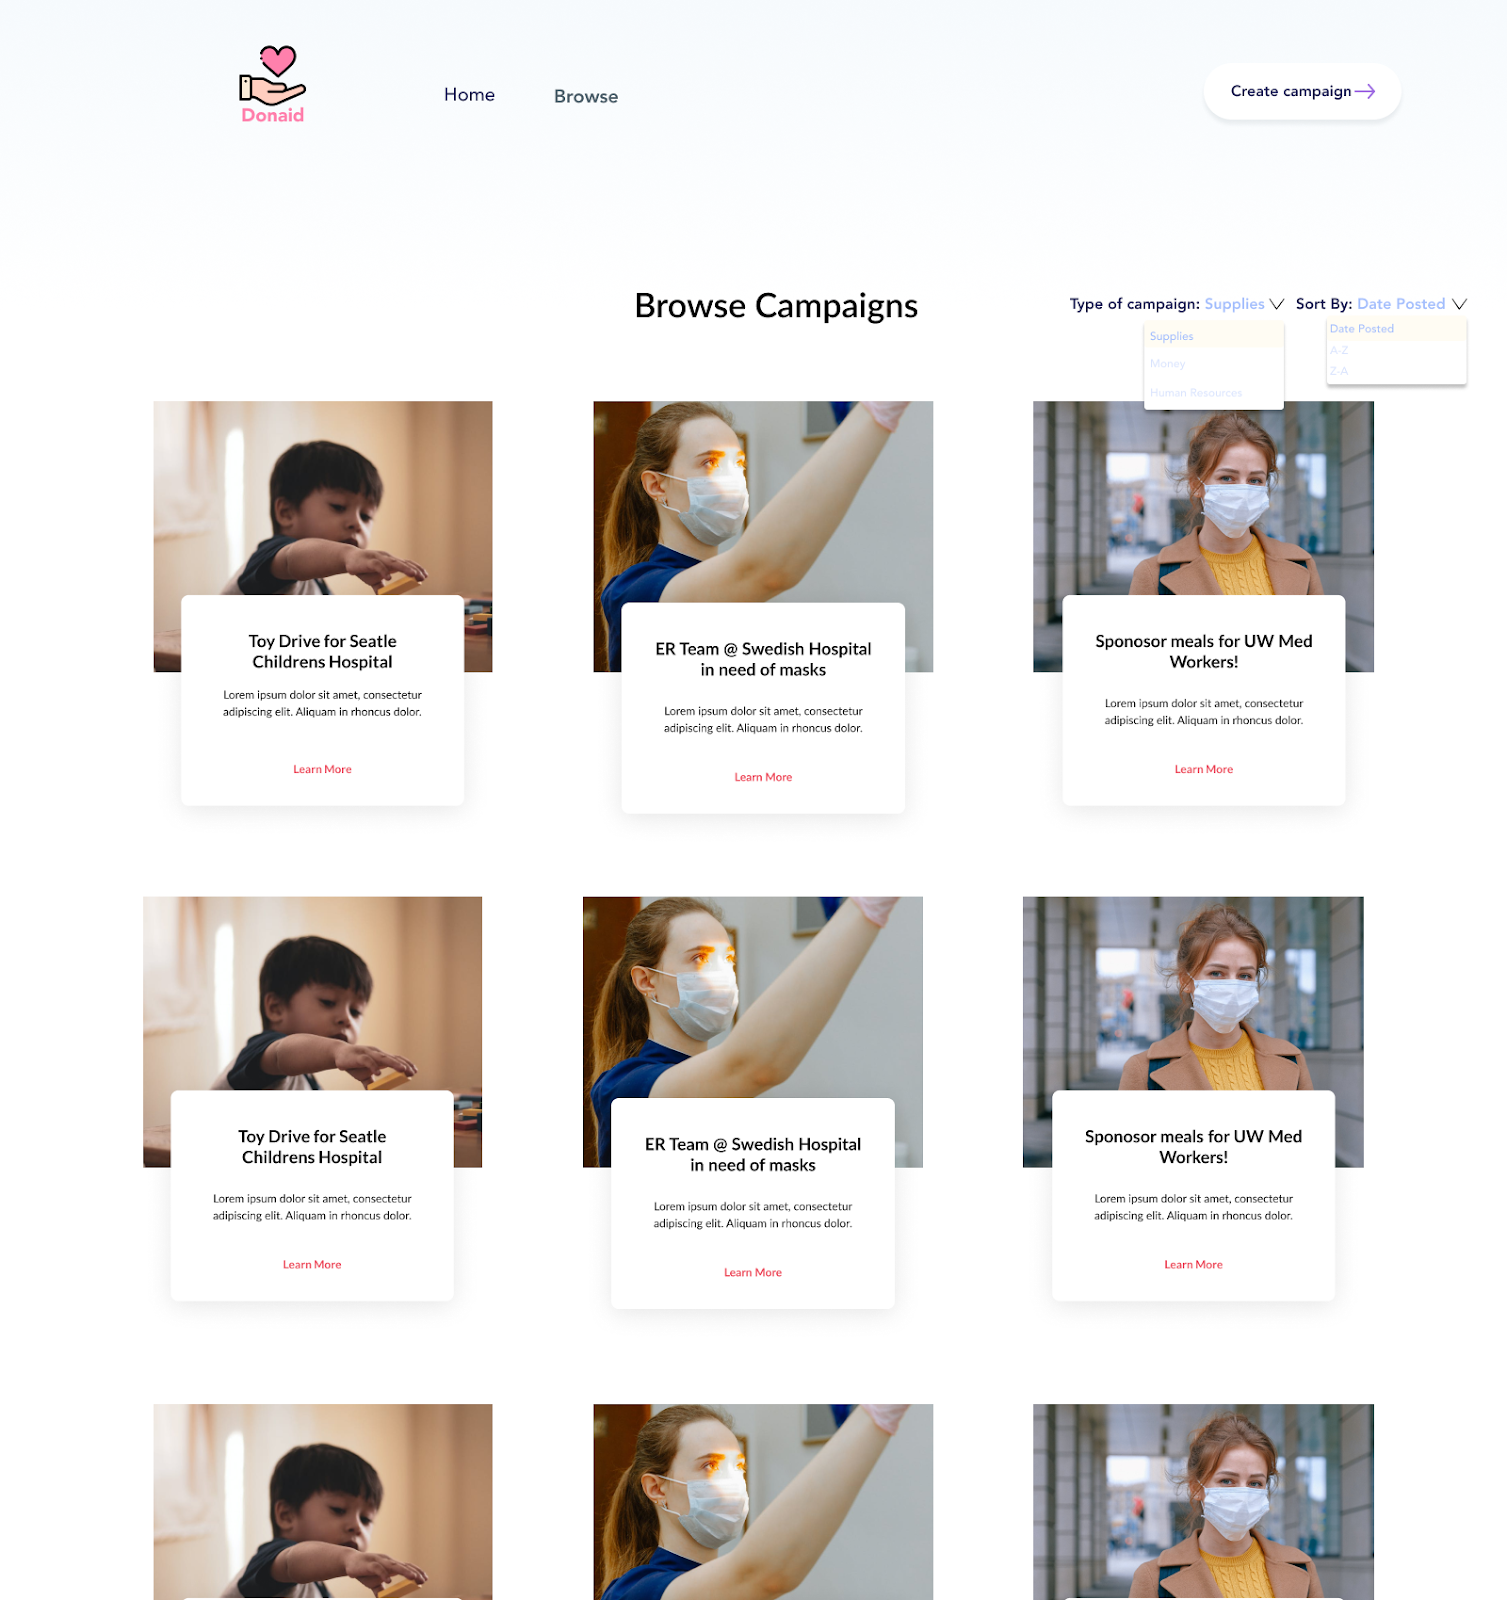 Donaid
Home
Browse
Create campaign
Browse Campaigns
Type of campaign: Supplies
Sort By: Date Posted
Supplies
Money
Human Resources
Date Posted
A-Z
Z-A
Toy Drive for Seatle
Childrens Hospital
Lorem ipsum dolor sit amet, consectetur
adipiscing elit. Aliquam in rhoncus dolor.
Learn More
ER Team @ Swedish Hospital
in need of masks
Lorem ipsum dolor sit amet, consectetur
adipiscing elit. Aliquam in rhoncus dolor.
Learn More
Sponosor meals for UW Med
Workers!
Lorem ipsum dolor sit amet, consectetur
adipiscing elit. Aliquam in rhoncus dolor.
Learn More
Toy Drive for Seatle
Childrens Hospital
Lorem ipsum dolor sit amet, consectetur
adipiscing elit. Aliquam in rhoncus dolor.
Learn More
ER Team @ Swedish Hospital
in need of masks
Lorem ipsum dolor sit amet, consectetur
adipiscing elit. Aliquam in rhoncus dolor.
Learn More
Sponosor meals for UW Med
Workers!
Lorem ipsum dolor sit amet, consectetur
adipiscing elit. Aliquam in rhoncus dolor.
Learn More